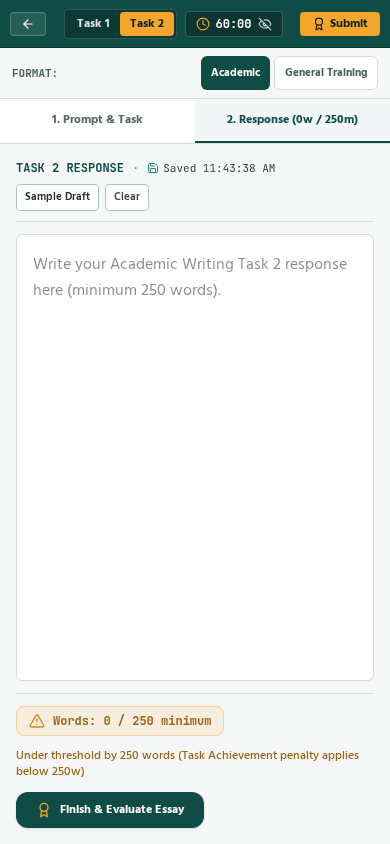 Task 1 Task 2 60:00 Submit
FORMAT: Academic General Training
1. Prompt & Task 2. Response (0w / 250m)
TASK 2 RESPONSE · Saved 11:43:38 AM
Sample Draft Clear
Write your Academic Writing Task 2 response
here (minimum 250 words).
Words: 0 / 250 minimum
Under threshold by 250 words (Task Achievement penalty applies
below 250w)
Finish & Evaluate Essay